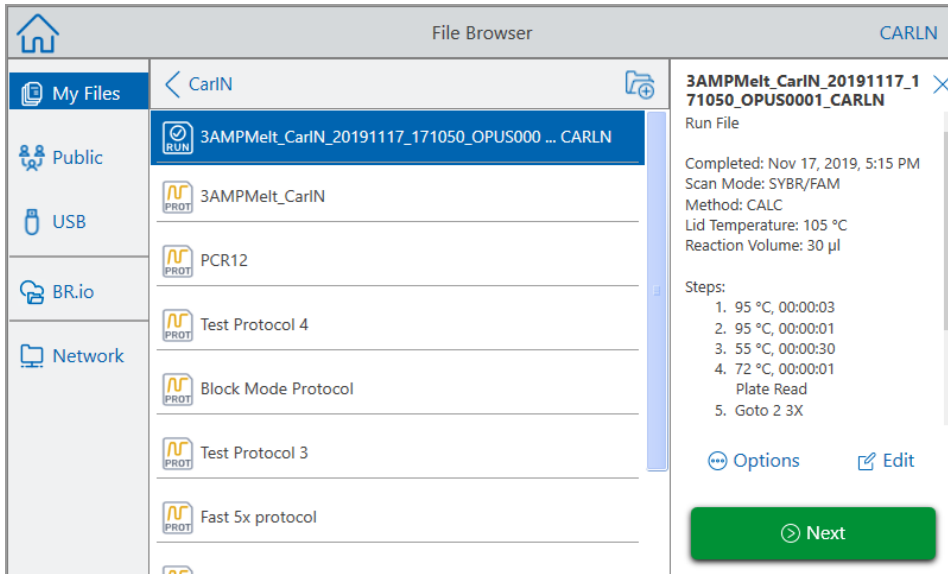 File Browser
CARLN
My Files
Public
USB
BR.io
Network
CarIN
RUN
3AMPMelt_CarIN_20191117_171050_OPUS000 ... CARLN
PROT
3AMPMelt_CarIN
PROT
PCR12
PROT
Test Protocol 4
PROT
Block Mode Protocol
PROT
Test Protocol 3
PROT
Fast 5x protocol
3AMPMelt_CarIN_20191117_1
71050_OPUS0001_CARLN
Run File
Completed: Nov 17, 2019, 5:15 PM
Scan Mode: SYBR/FAM
Method: CALC
Lid Temperature: 105 °C
Reaction Volume: 30 µl
Steps:
1. 95 °C, 00:00:03
2. 95 °C, 00:00:01
3. 55 °C, 00:00:30
4. 72 °C, 00:00:01
Plate Read
5. Goto 2 3X
Options
Edit
Next